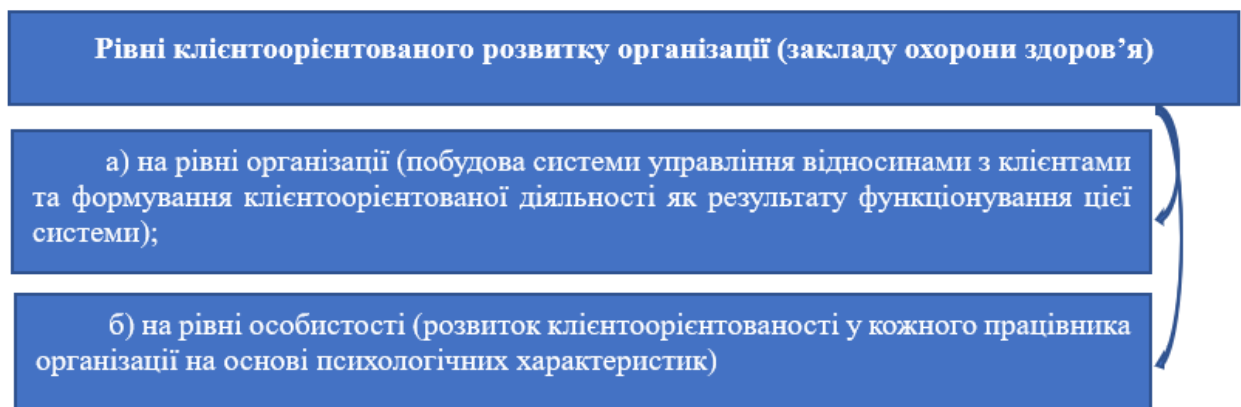 Рівні клієнтоорієнтованого розвитку організації (закладу охорони здоров’я)
а) на рівні організації (побудова системи управління відносинами з клієнтами
та формування клієнтоорієнтованої діяльності як результату функціонування цієї
системи);
б) на рівні особистості (розвиток клієнтоорієнтованості у кожного працівника
організації на основі психологічних характеристик)